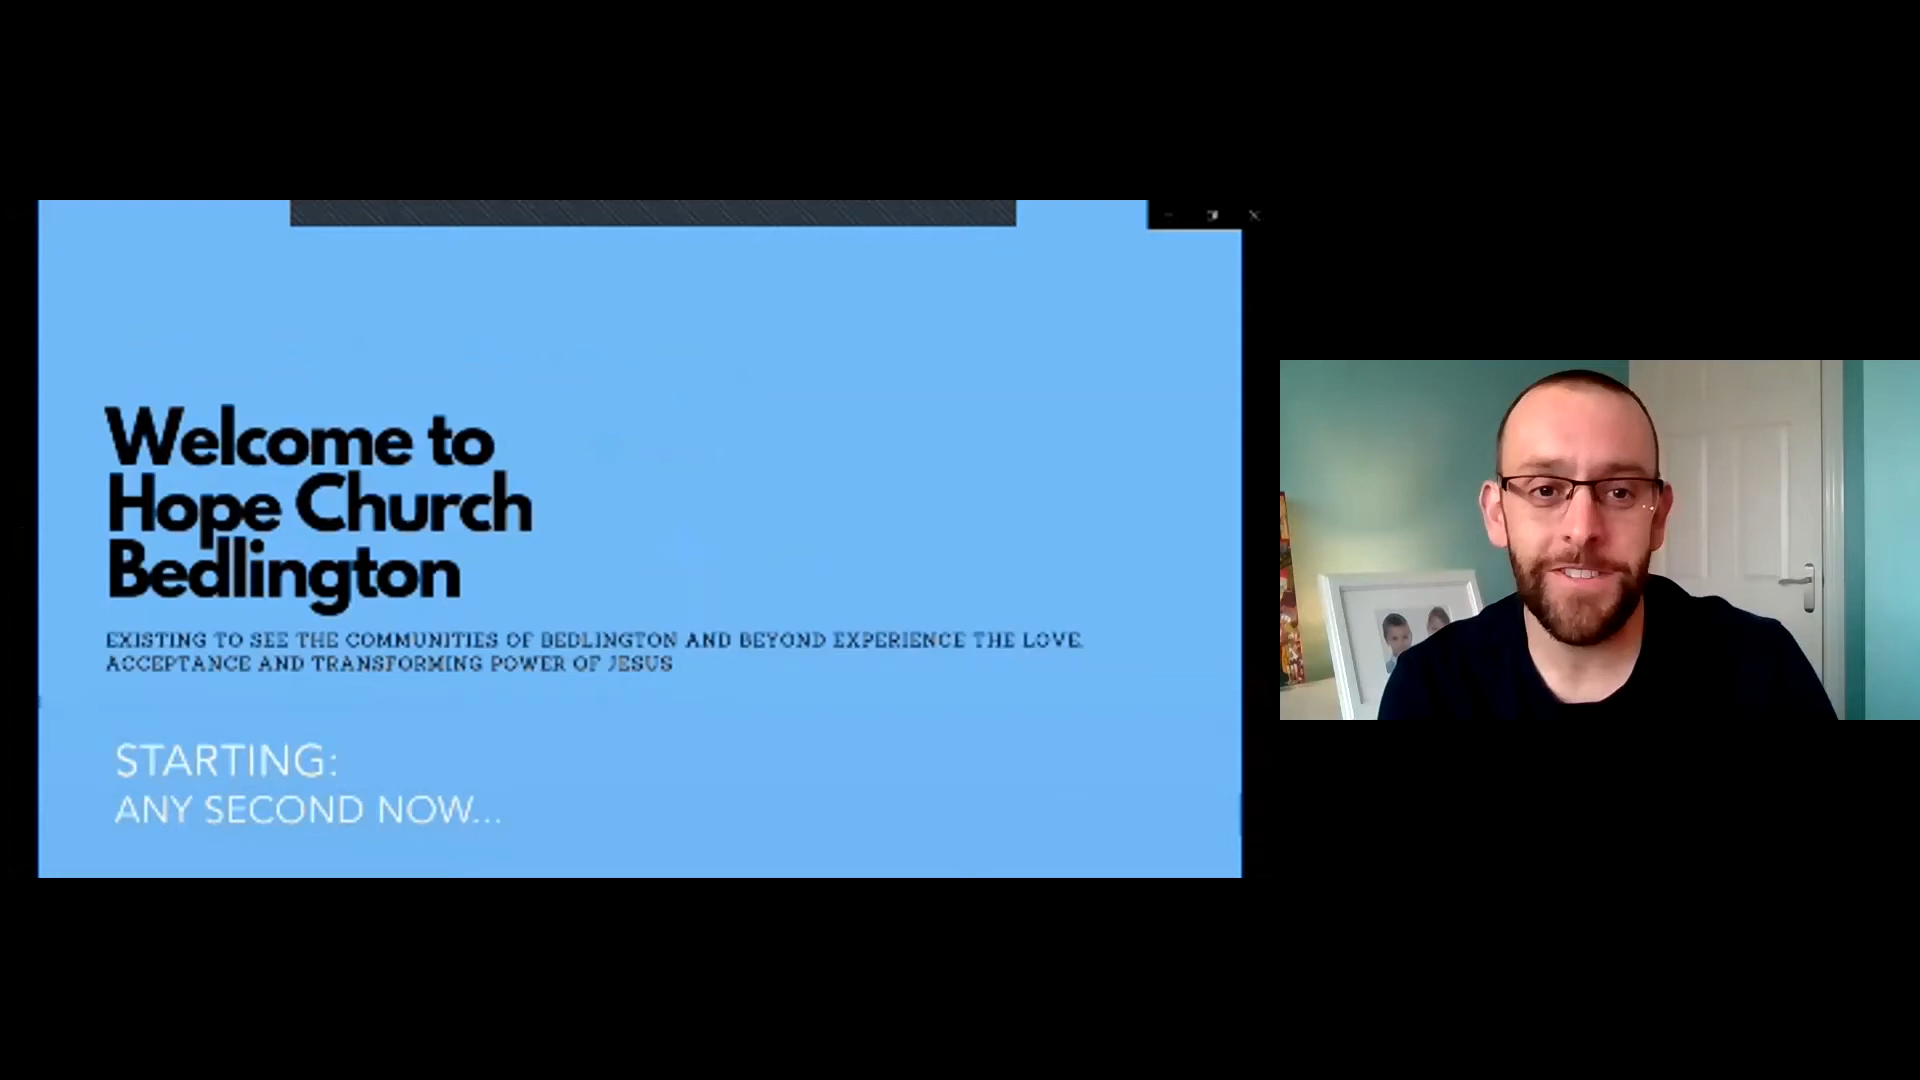 Welcome to
Hope Church
Bedlington
EXISTING TO SEE THE COMMUNITIES OF BEDLINGTON AND BEYOND EXPERIENCE THE LOVE,
ACCEPTANCE AND TRANSFORMING POWER OF JESUS
STARTING:
ANY SECOND NOW...